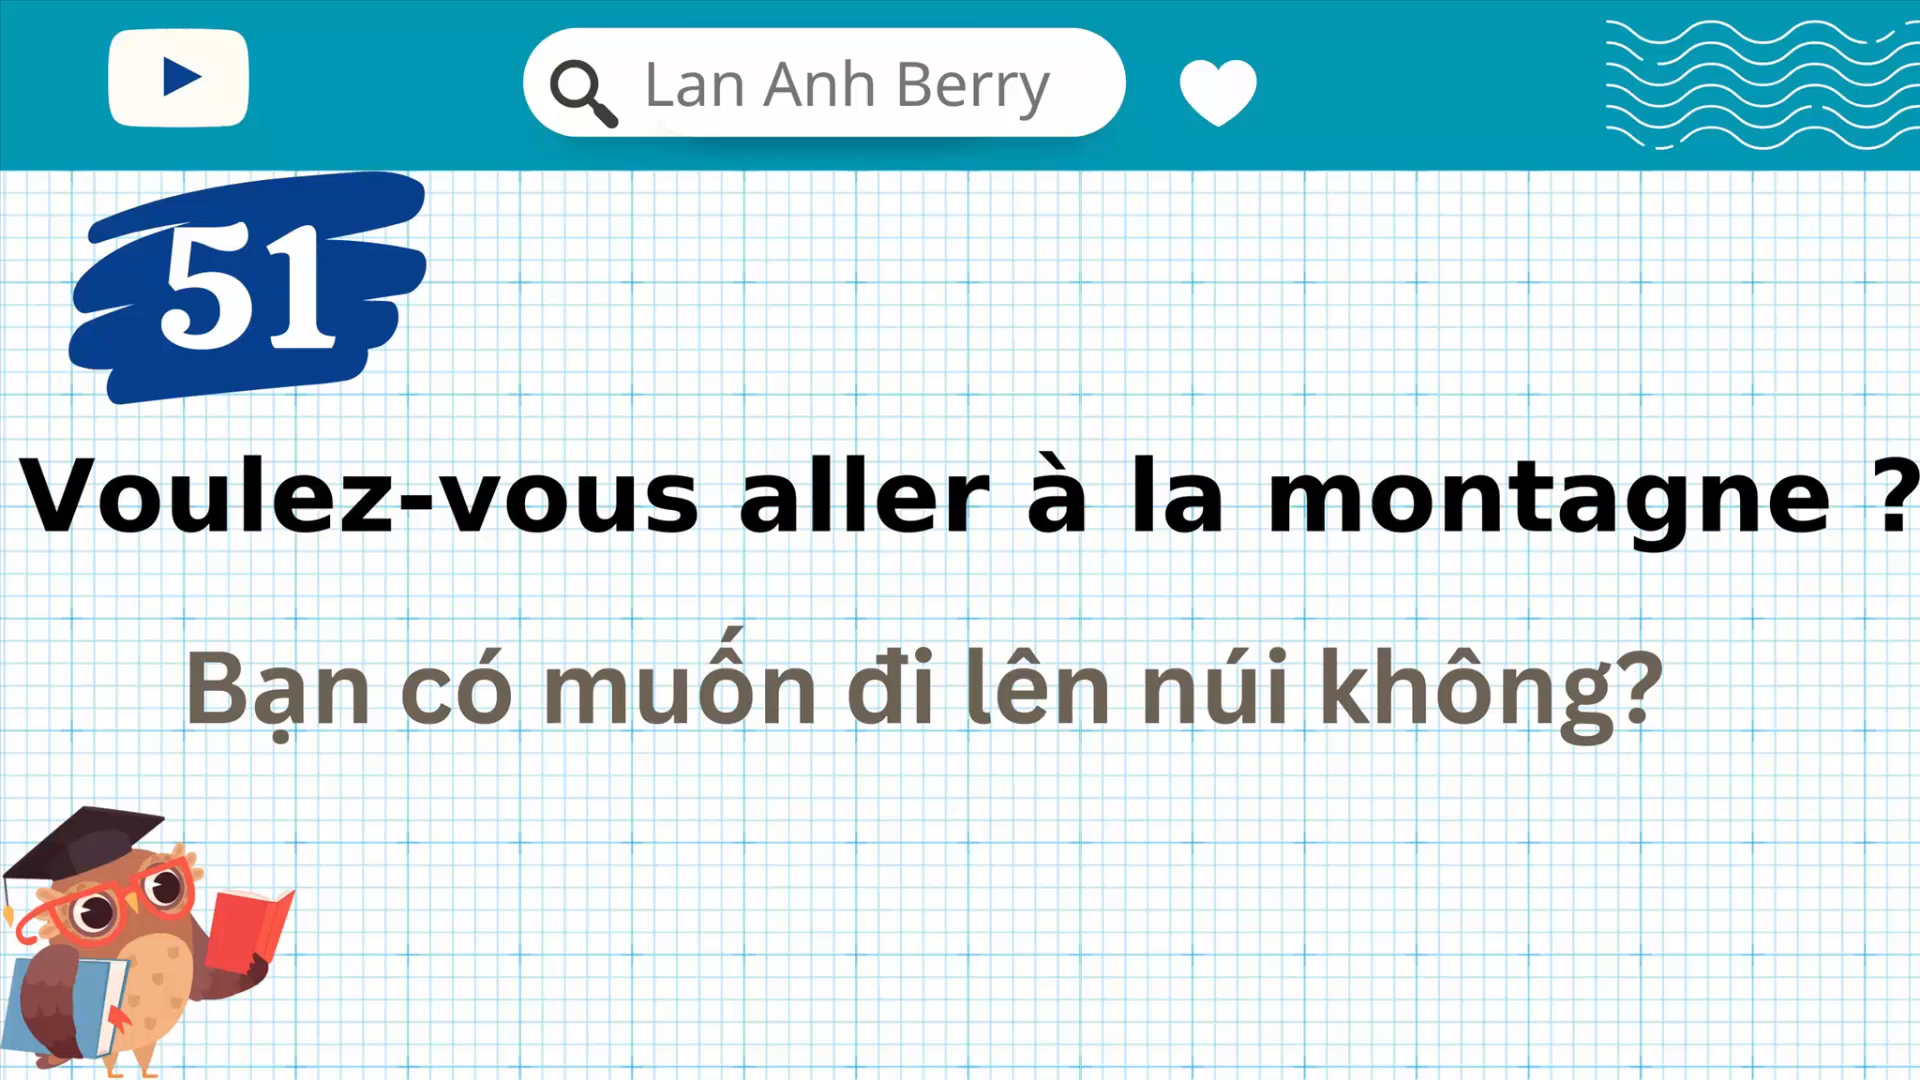 Lan Anh Berry
51
Voulez-vous aller à la montagne ?
Bạn có muốn đi lên núi không?